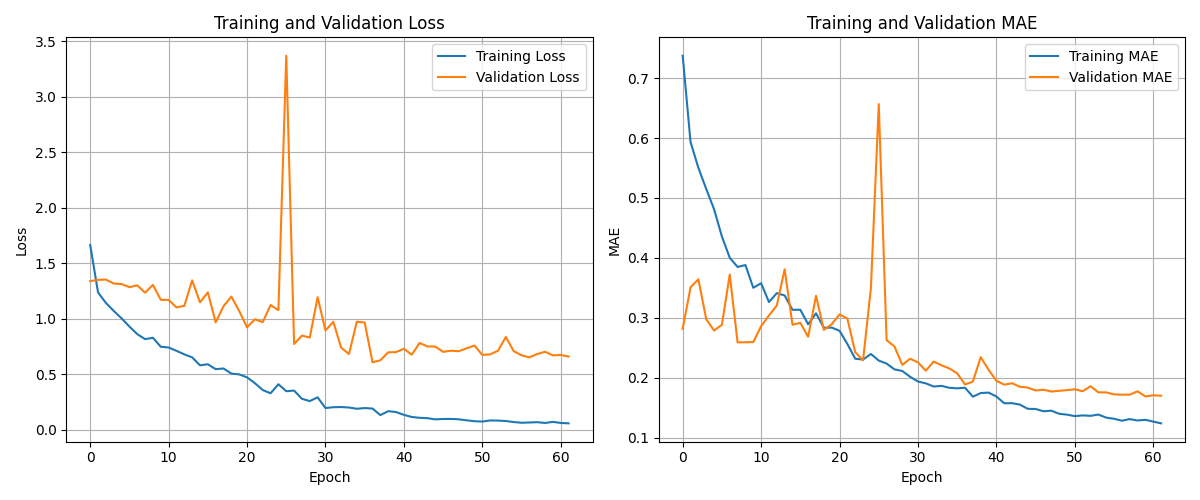 Training and Validation Loss
3.5
3.0
2.5
2.0
1.5
1.0
0.5
0.0
Loss
0 10 20 30 40 50 60
Epoch
Training Loss
Validation Loss
Training and Validation MAE
0.7
0.6
0.5
0.4
0.3
0.2
0.1
MAE
0 10 20 30 40 50 60
Epoch
Training MAE
Validation MAE